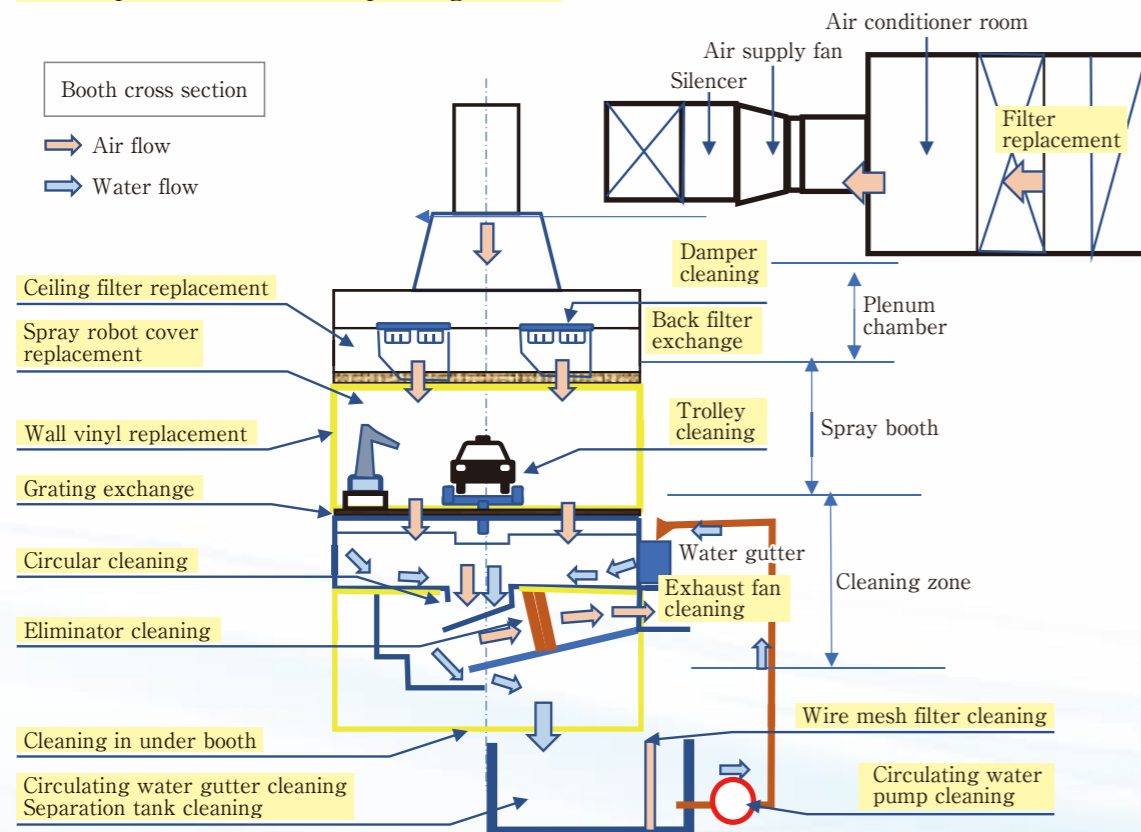 Air conditioner room
Air supply fan
Silencer
Booth cross section
Filter
replacement
Air flow
Water flow
Damper
cleaning
Ceiling filter replacement
Plenum
chamber
Back filter
exchange
Spray robot cover
replacement
Trolley
cleaning
Wall vinyl replacement
Spray booth
Grating exchange
Water gutter
Circular cleaning
Exhaust fan
cleaning
Cleaning zone
Eliminator cleaning
Wire mesh filter cleaning
Cleaning in under booth
Circulating water gutter cleaning
Separation tank cleaning
Circulating water
pump cleaning